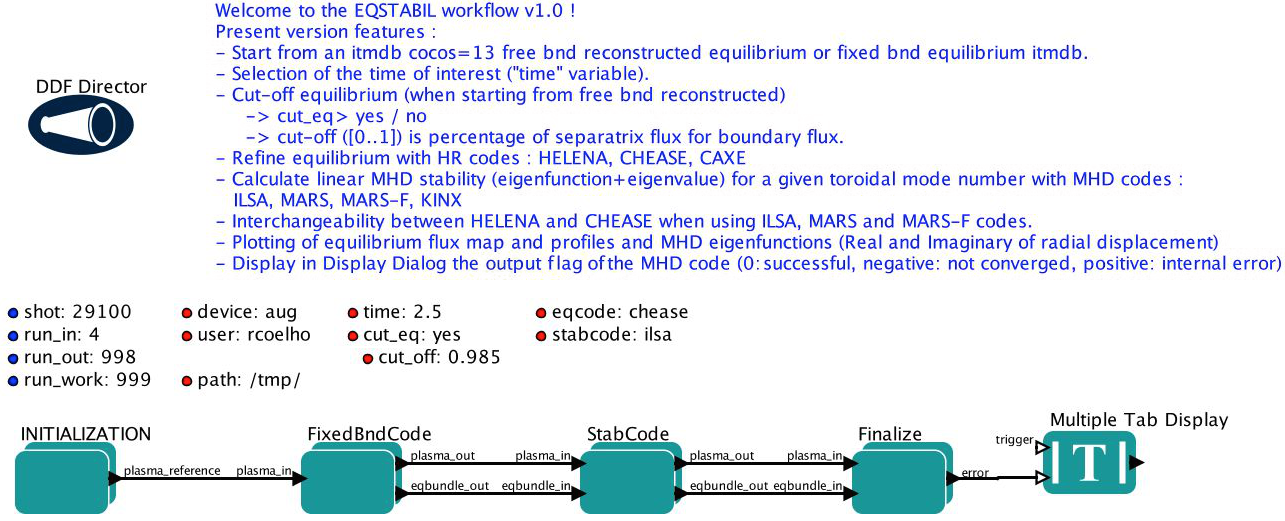 Welcome to the EQSTABIL workflow v1.0 !
Present version features :
- Start from an itmdb cocos=13 free bnd reconstructed equilibrium or fixed bnd equilibrium itmdb.
- Selection of the time of interest ("time" variable).
- Cut-off equilibrium (when starting from free bnd reconstructed)
-> cut_eq> yes / no
-> cut-off ([0..1]) is percentage of separatrix flux for boundary flux.
- Refine equilibrium with HR codes : HELENA, CHEASE, CAXE
- Calculate linear MHD stability (eigenfunction+eigenvalue) for a given toroidal mode number with MHD codes :
ILSA, MARS, MARS-F, KINX
- Interchangeability between HELENA and CHEASE when using ILSA, MARS and MARS-F codes.
- Plotting of equilibrium flux map and profiles and MHD eigenfunctions (Real and Imaginary of radial displacement)
- Display in Display Dialog the output flag of the MHD code (0: successful, negative: not converged, positive: internal error)
DDF Director
shot: 29100 device: aug time: 2.5 eqcode: chease
run_in: 4 user: rcoelho cut_eq: yes stabcode: ilsa
run_out: 998 cut_off: 0.985
run_work: 999 path: /tmp/
INITIALIZATION FixedBndCode StabCode Finalize Multiple Tab Display
trigger
plasma_out plasma_in plasma_out plasma_in
plasma_reference plasma_in error
eqbundle_out eqbundle_in eqbundle_out eqbundle_in
T